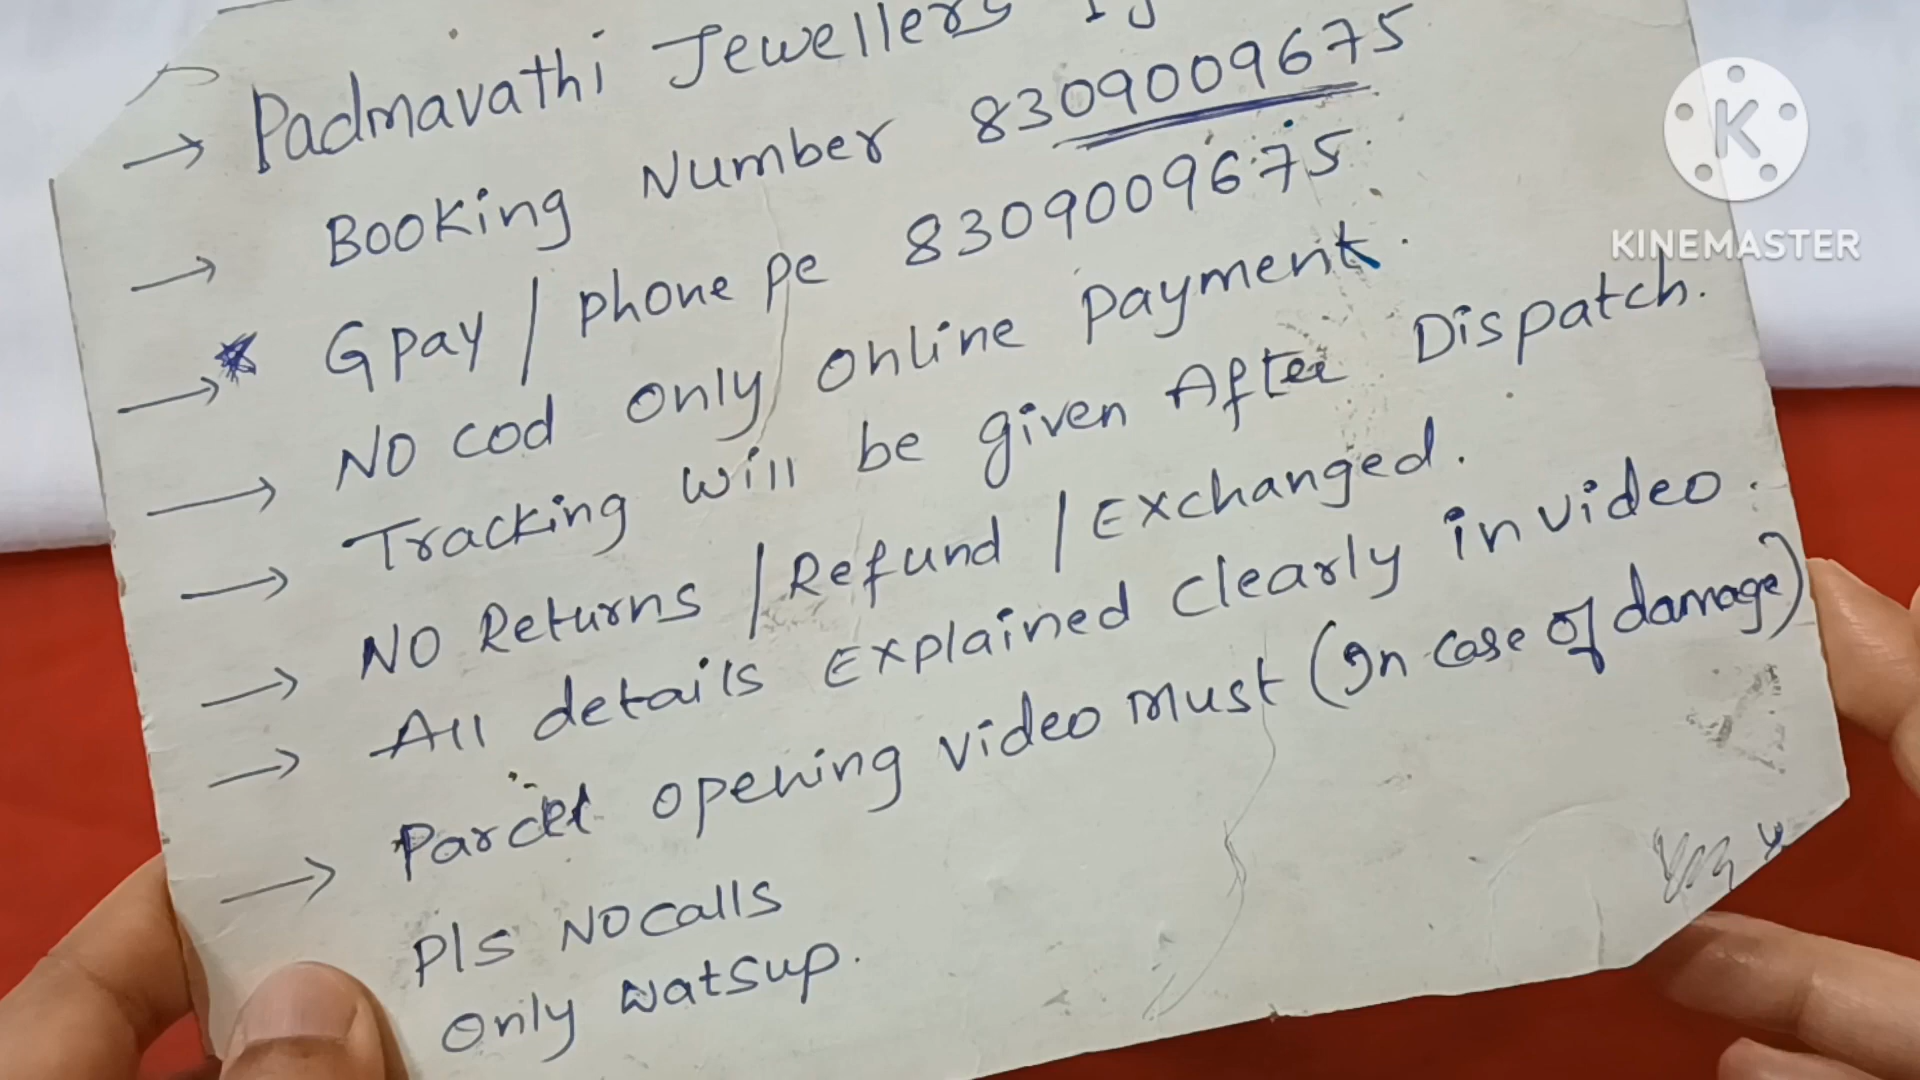 Padmavathi Jewellers
Booking Number 8309009675
Gpay / phone pe 8309009675
NO cod only online payment.
Tracking will be given After Dispatch.
NO Returns / Refund / Exchanged.
All details Explained clearly in video.
Parcel opening video must (In case of damage)
Pls NO calls
only watsup.
K
KINEMASTER